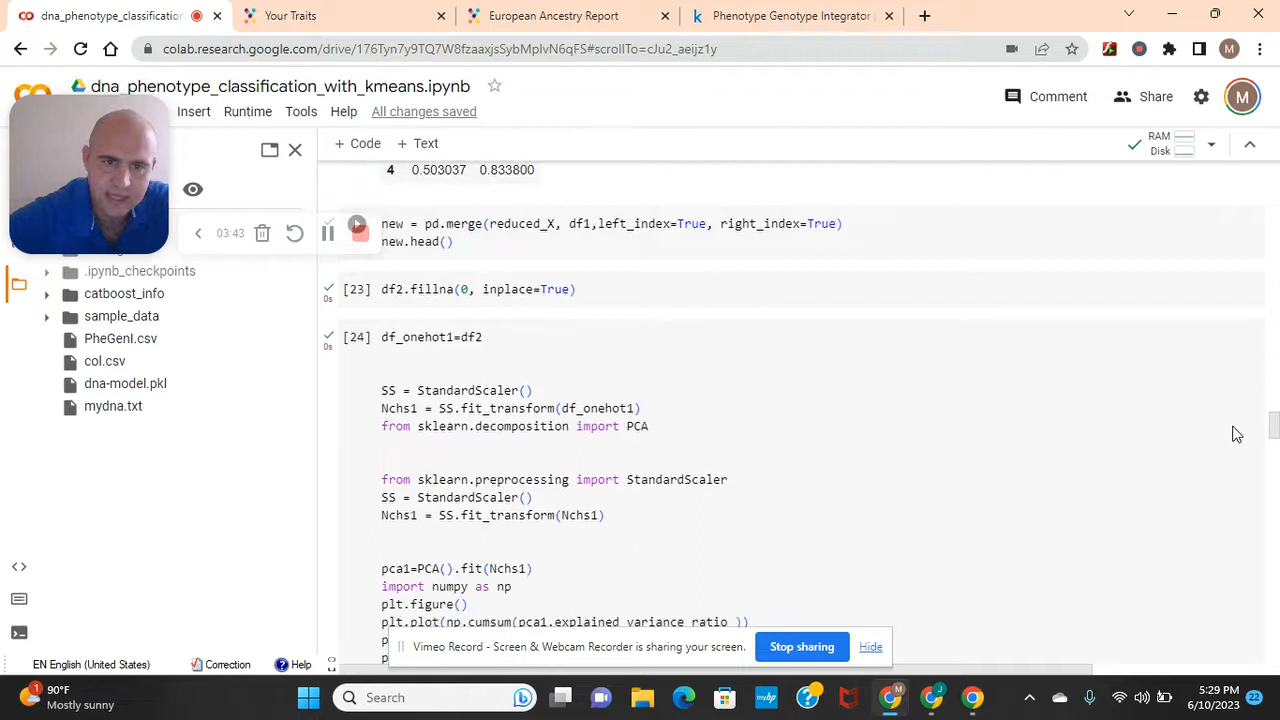 dna_phenotype_classification
Your Traits
European Ancestry Report
Phenotype Genotype Integrator
colab.research.google.com/drive/176Tyn7y9TQ7W8fzaaxjsSybMplvN6qFS#scrollTo=cJu2_aeijz1y
M
dna_phenotype_classification_with_kmeans.ipynb
Comment
Share
M
Insert
Runtime
Tools
Help
All changes saved
+ Code
+ Text
RAM
Disk
4 0.503037 0.833800
03:43
new = pd.merge(reduced_X, df1,left_index=True, right_index=True)
new.head()
.ipynb_checkpoints
catboost_info
sample_data
PheGenI.csv
col.csv
dna-model.pkl
mydna.txt
0s
[23] df2.fillna(0, inplace=True)
0s
[24] df_onehot1=df2
SS = StandardScaler()
Nchs1 = SS.fit_transform(df_onehot1)
from sklearn.decomposition import PCA
from sklearn.preprocessing import StandardScaler
SS = StandardScaler()
Nchs1 = SS.fit_transform(Nchs1)
pca1=PCA().fit(Nchs1)
import numpy as np
plt.figure()
plt.plot(np.cumsum(pca1.explained_variance_ratio_))
Vimeo Record - Screen & Webcam Recorder is sharing your screen.
Stop sharing
Hide
EN English (United States)
Correction
Help
90°F
Mostly sunny
Search
5:29 PM
6/10/2023
22